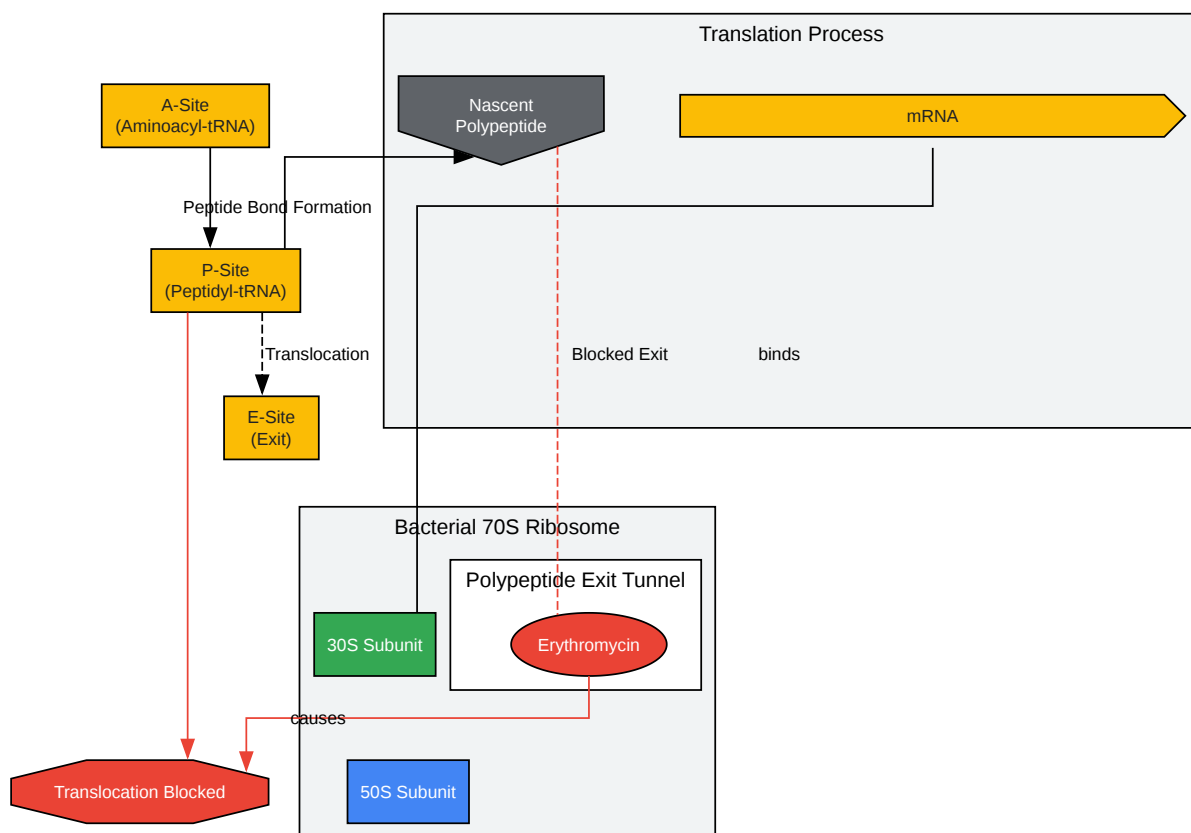 Translation Process
A-Site
(Aminoacyl-tRNA)
Nascent
Polypeptide
mRNA
Peptide Bond Formation
P-Site
(Peptidyl-tRNA)
Translocation
Blocked Exit
binds
E-Site
(Exit)
Bacterial 70S Ribosome
Polypeptide Exit Tunnel
30S Subunit
Erythromycin
causes
Translocation Blocked
50S Subunit